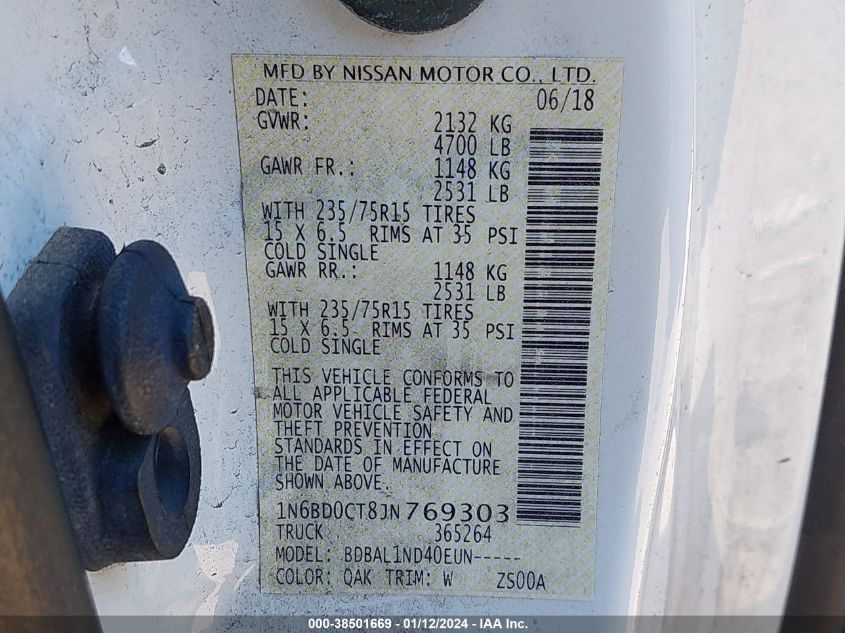 MFD BY NISSAN MOTOR CO., LTD.
DATE: 06/18
GVWR: 2132 KG
4700 LB
GAWR FR.: 1148 KG
2531 LB
WITH 235/75R15 TIRES
15 X 6.5 RIMS AT 35 PSI
COLD SINGLE
GAWR RR.: 1148 KG
2531 LB
WITH 235/75R15 TIRES
15 X 6.5 RIMS AT 35 PSI
COLD SINGLE
THIS VEHICLE CONFORMS TO
ALL APPLICABLE FEDERAL
MOTOR VEHICLE SAFETY AND
THEFT PREVENTION
STANDARDS IN EFFECT ON
THE DATE OF MANUFACTURE
SHOWN ABOVE.
1N6BD0CT8JN769303
TRUCK 365264
MODEL: BDBAL1ND40EUN-----
COLOR: QAK TRIM: W ZS00A
000-38501669 - 01/12/2024 - IAA Inc.